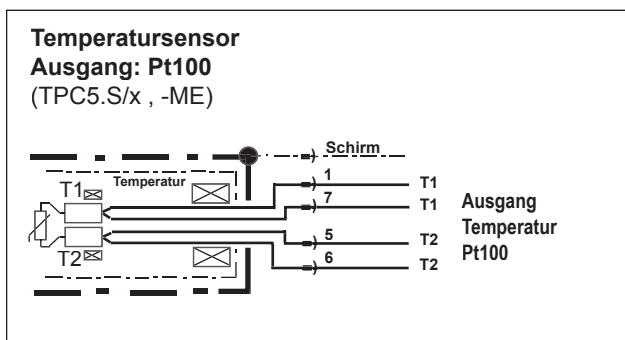 Temperatursensor
Ausgang: Pt100
(TPC5.S/x , -ME)
Schirm
T1 Temperatur 1 T1
7 T1
Ausgang
Temperatur
Pt100
5 T2
T2 6 T2